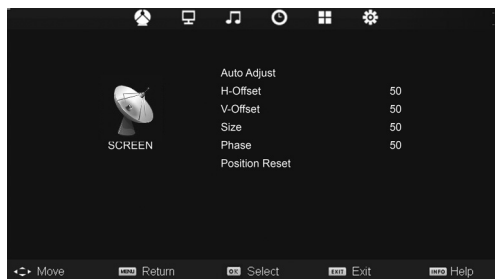 Auto Adjust
H-Offset 50
V-Offset 50
Size 50
SCREEN
Phase 50
Position Reset
Move MENU Return OK Select EXIT Exit INFO Help